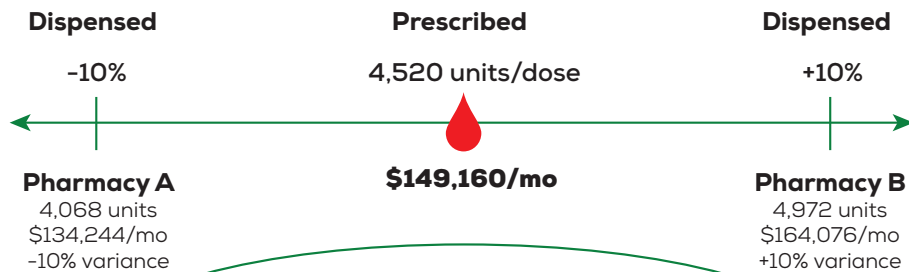 Dispensed
Prescribed
Dispensed
-10%
4,520 units/dose
+10%
$149,160/mo
Pharmacy A
4,068 units
$134,244/mo
-10% variance
Pharmacy B
4,972 units
$164,076/mo
+10% variance